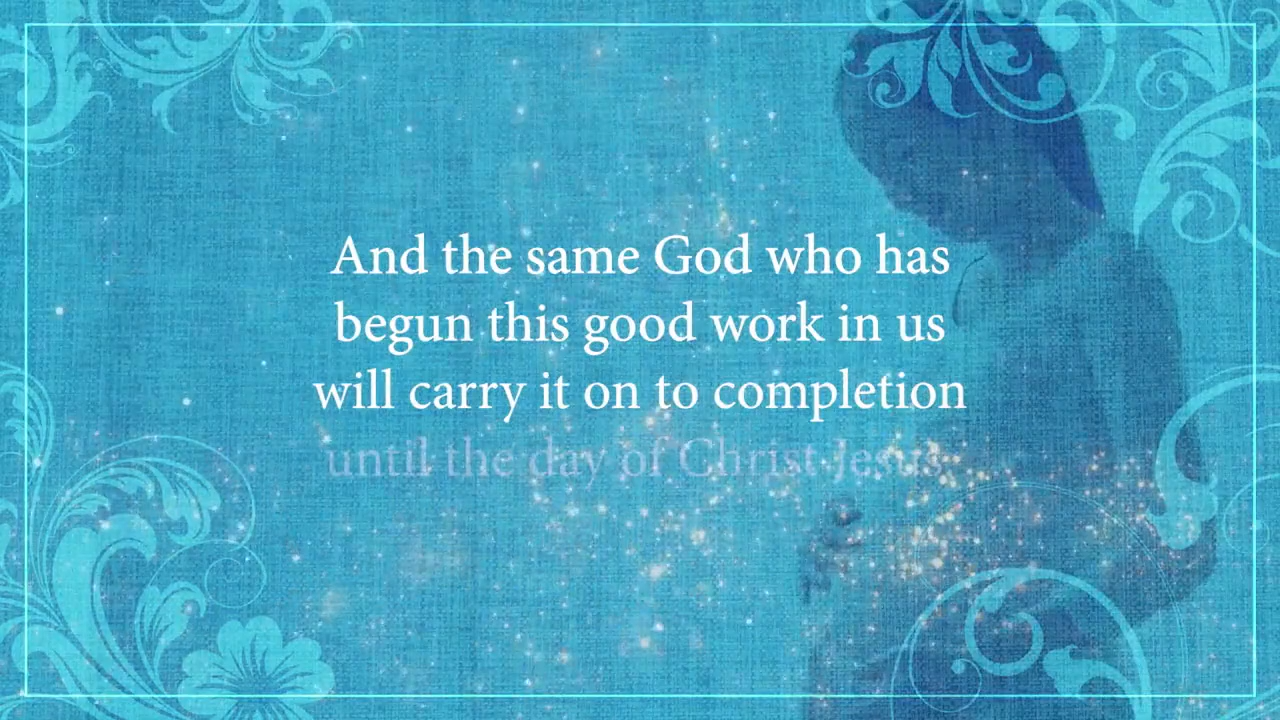 And the same God who has
begun this good work in us
will carry it on to completion
until the day of Christ Jesus